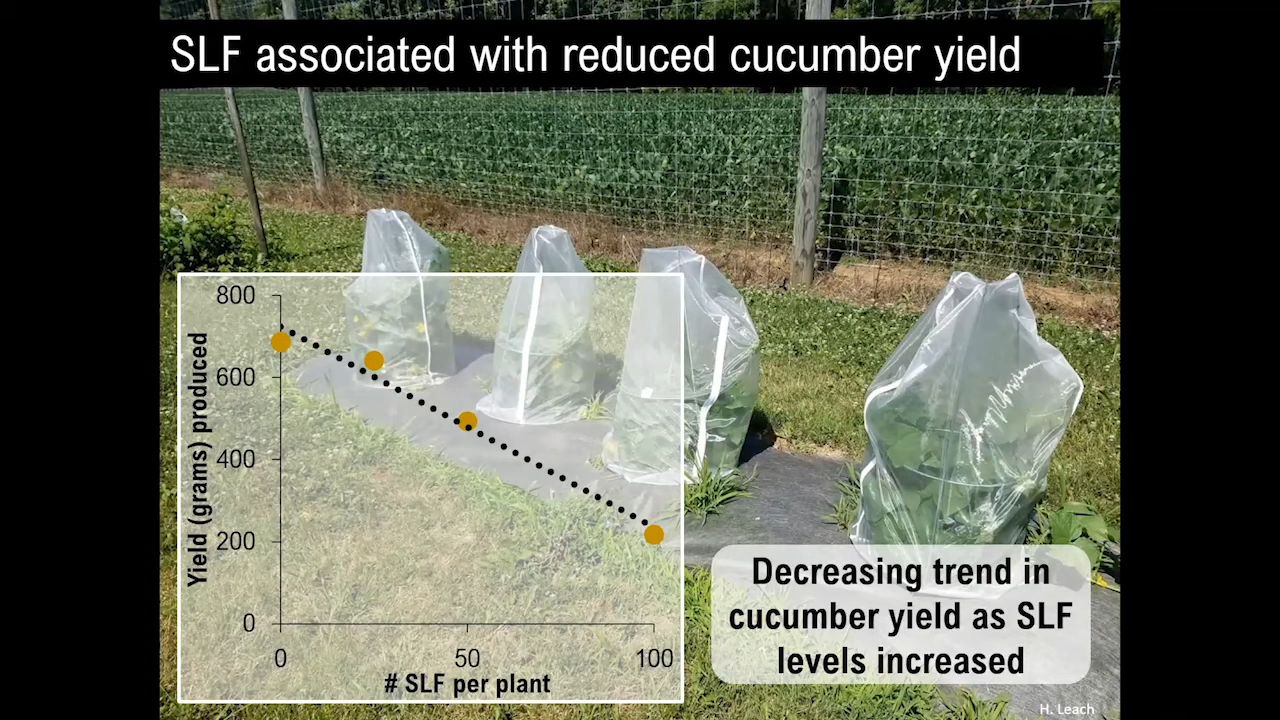 SLF associated with reduced cucumber yield
800
600
400
200
0
Yield (grams) produced
0 50 100
# SLF per plant
Decreasing trend in
cucumber yield as SLF
levels increased
H. Leach